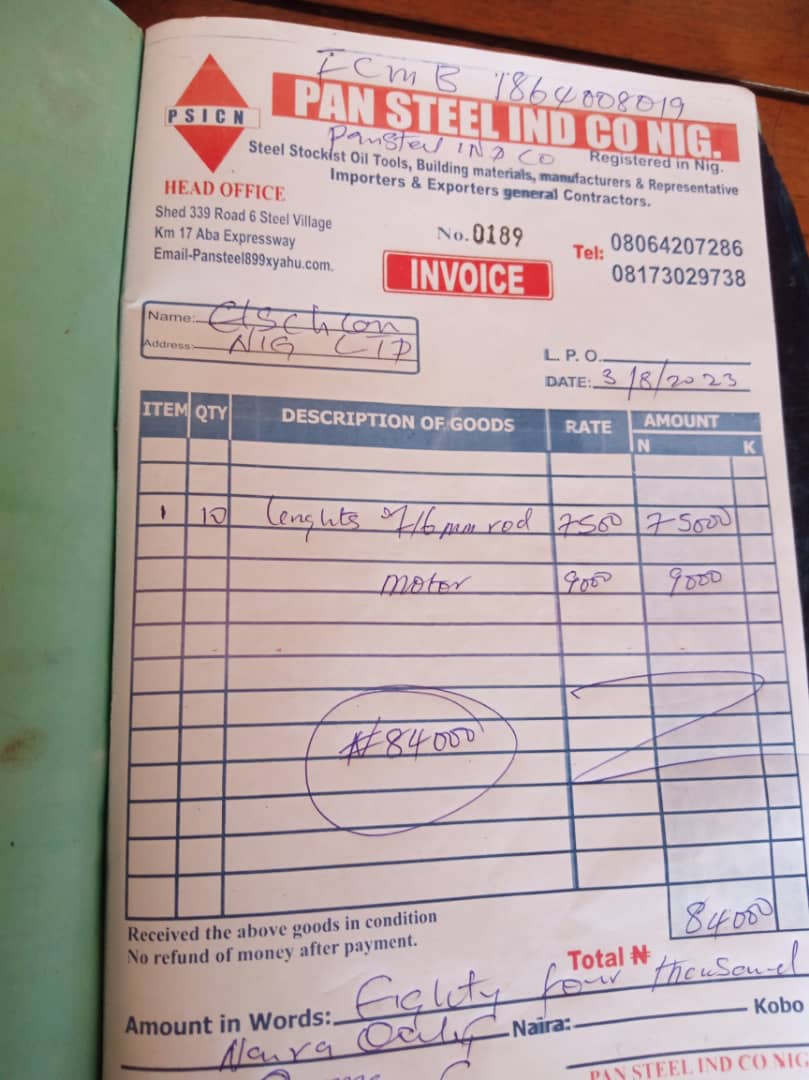 FCMB 1864008019
PSICN
PAN STEEL IND CO NIG.
Pansteel IND CO
Registered in Nig.
Steel Stockist Oil Tools, Building materials, manufacturers & Representative
Importers & Exporters general Contractors.
HEAD OFFICE
Shed 339 Road 6 Steel Village
Km 17 Aba Expressway
Email-Pansteel899xyahu.com.
No. 0189
Tel: 08064207286
08173029738
INVOICE
Name:
Address: NIG LTD
L. P. O.
DATE: 3/8/2023
ITEM QTY DESCRIPTION OF GOODS RATE AMOUNT
N K
1 10 lenghts of 16mm rod 7500 75000
motor 9000 9000
₦84000
84000
Received the above goods in condition
No refund of money after payment.
Total ₦
Amount in Words: Eighty four thousand
Naira Only Naira: Kobo
PAN STEEL IND CO NIG